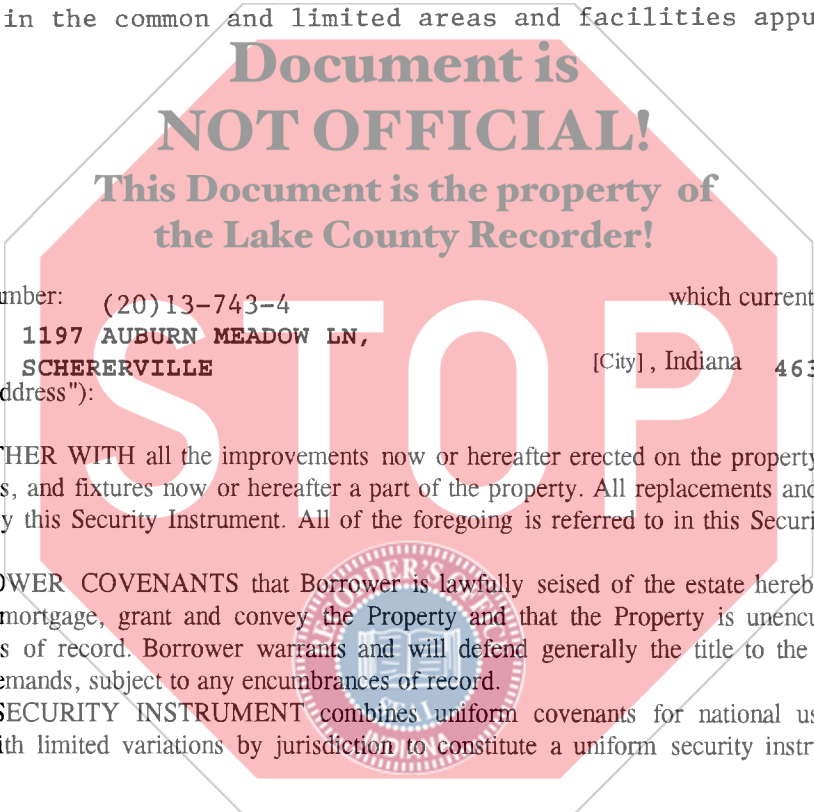 in the common and limited areas and facilities appu
Document is
NOT OFFICIAL!
This Document is the property of
the Lake County Recorder!
umber: (20)13-743-4 which current
1197 AUBURN MEADOW LN,
SCHERERVILLE [City] , Indiana 463
ddress"):
STOP
THER WITH all the improvements now or hereafter erected on the property
s, and fixtures now or hereafter a part of the property. All replacements and
y this Security Instrument. All of the foregoing is referred to in this Securi
OWER COVENANTS that Borrower is lawfully seised of the estate hereb
mortgage, grant and convey the Property and that the Property is unencu
s of record. Borrower warrants and will defend generally the title to the
emands, subject to any encumbrances of record.
SECURITY INSTRUMENT combines uniform covenants for national us
ith limited variations by jurisdiction to constitute a uniform security instr
SEAL
INDIANA